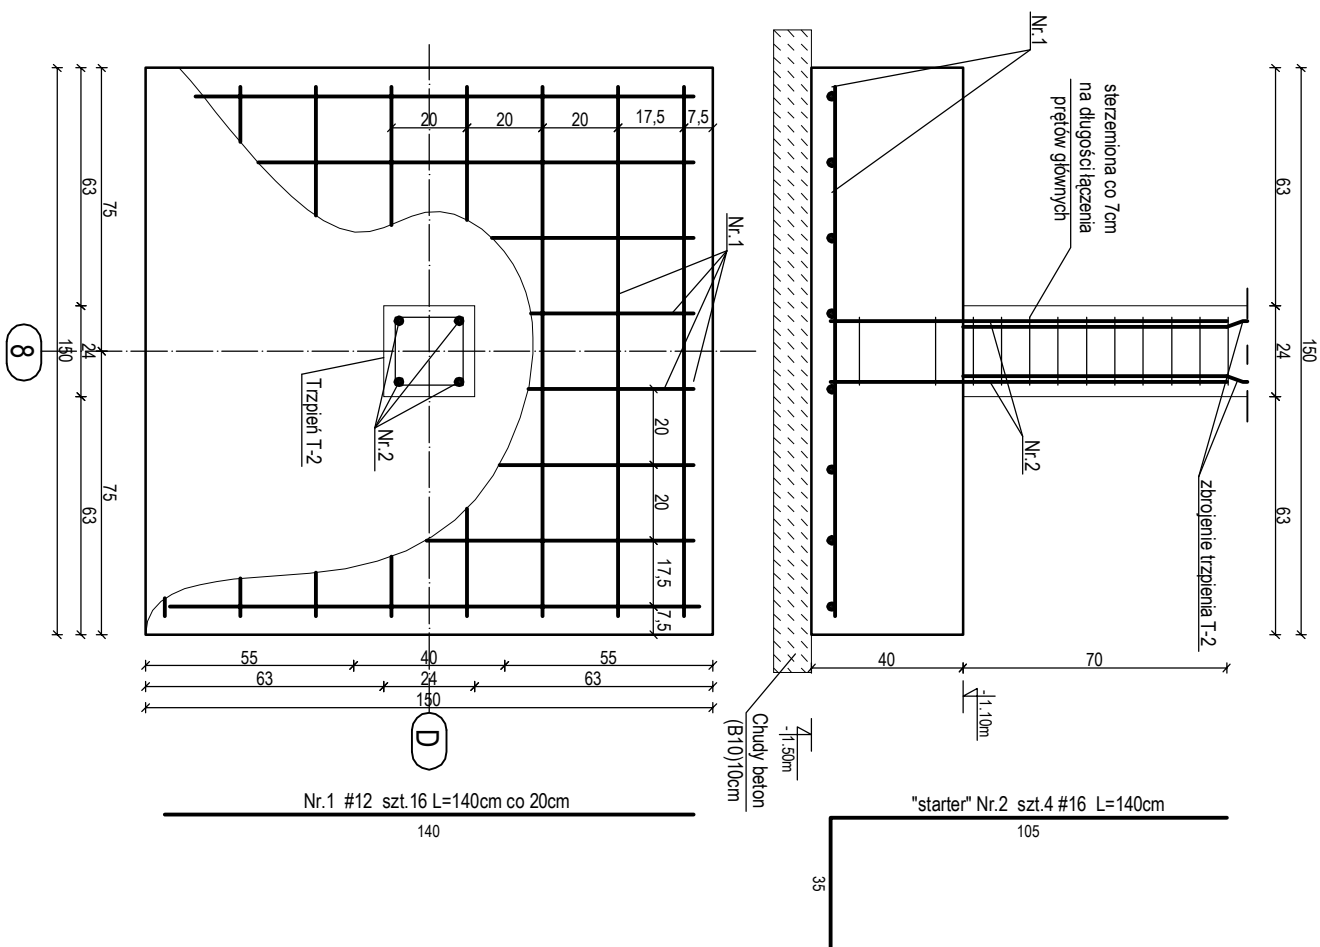 Nr.1
sterzemiona co 7cm
na długości łączenia
prętów głównych
63
24
63
150
Nr.2
zbrojenie trzpienia T-2
40
70
-1.10m
-1.50m
Chudy beton
(B10)10cm
20
20
20
17,5
7,5
Nr.1
63
75
24
150
8
Trzpień T-2
Nr.2
20
20
17,5
7,5
75
63
55
40
55
63
24
63
150
D
Nr.1 #12 szt.16 L=140cm co 20cm
140
"starter" Nr.2 szt.4 #16 L=140cm
105
35